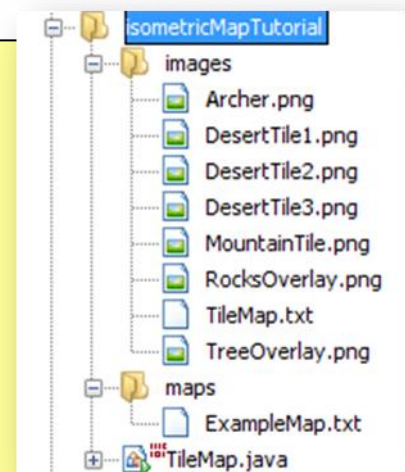 isometricMapTutorial
images
Archer.png
DesertTile1.png
DesertTile2.png
DesertTile3.png
MountainTile.png
RocksOverlay.png
TileMap.txt
TreeOverlay.png
maps
ExampleMap.txt
TileMap.java